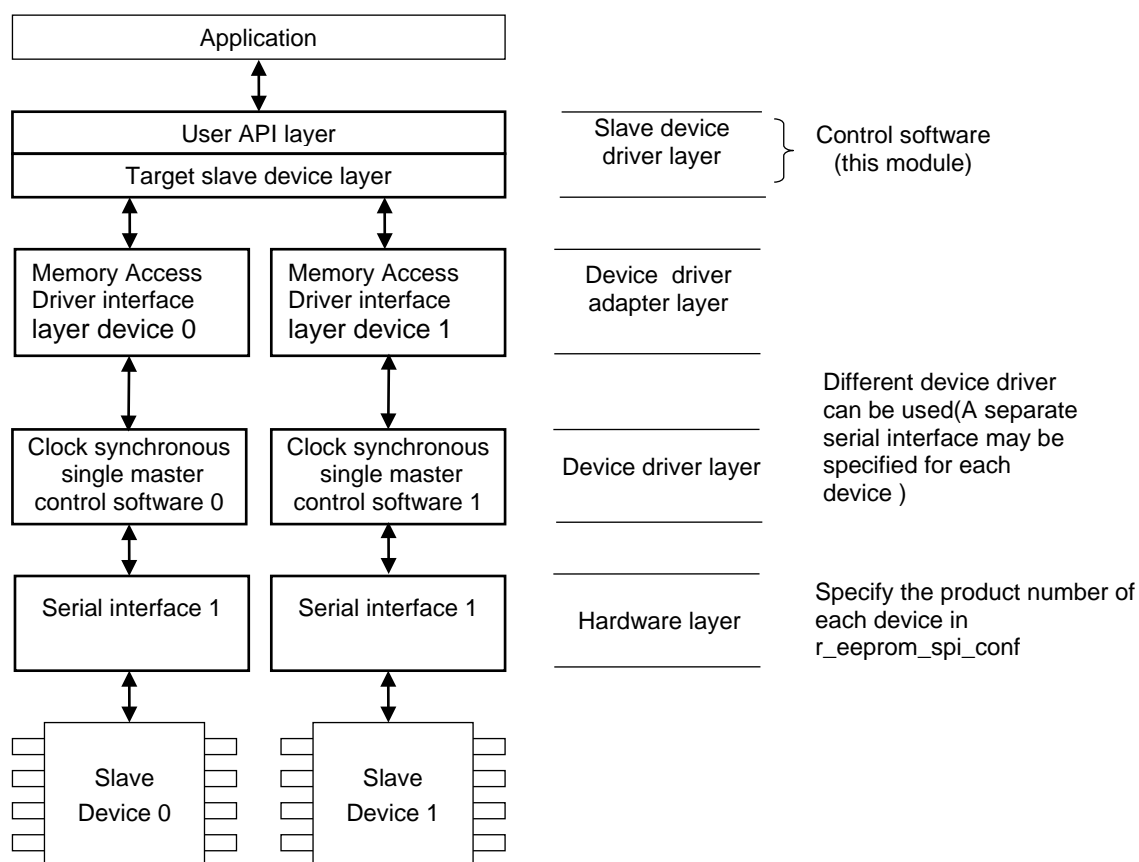 Application
User API layer
Target slave device layer
Slave device
driver layer
Control software
(this module)
Memory Access
Driver interface
layer device 0
Memory Access
Driver interface
layer device 1
Device driver
adapter layer
Different device driver
can be used(A separate
serial interface may be
specified for each
device )
Clock synchronous
single master
control software 0
Clock synchronous
single master
control software 1
Device driver layer
Serial interface 1
Serial interface 1
Hardware layer
Specify the product number of
each device in
r_eeprom_spi_conf
Slave
Device 0
Slave
Device 1